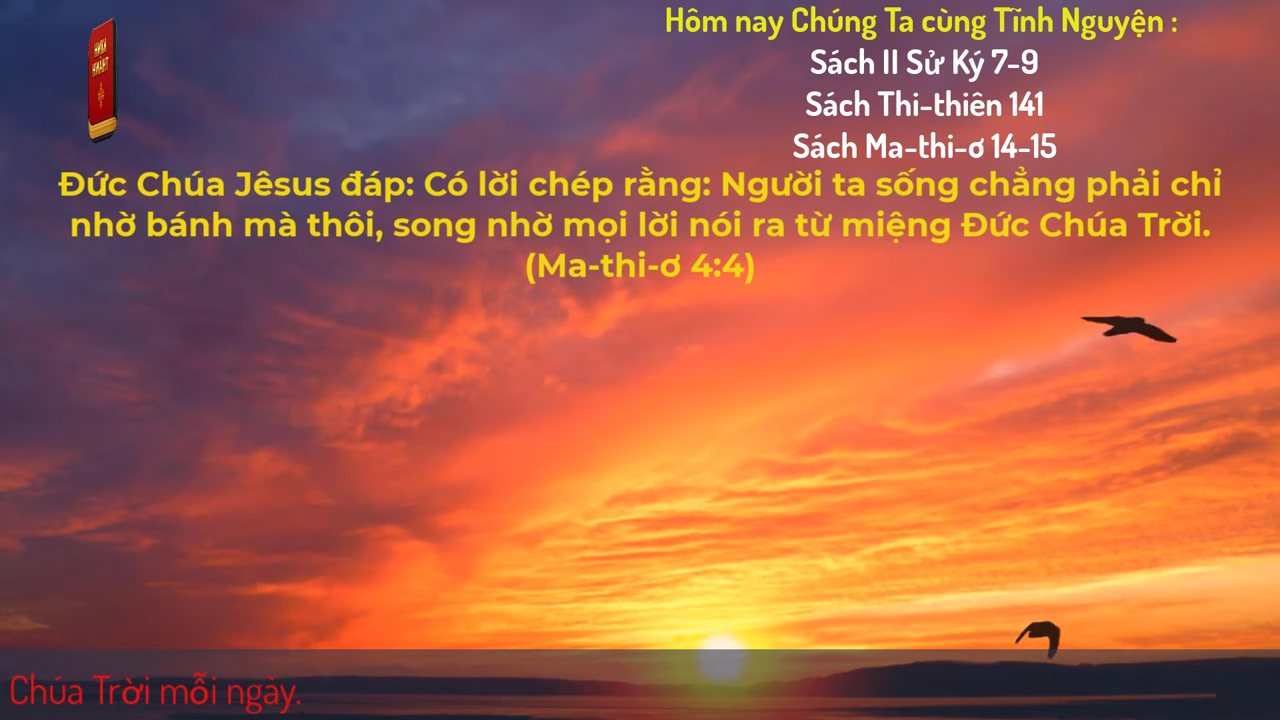 Hôm nay Chúng Ta cùng Tĩnh Nguyện :
Sách II Sử Ký 7-9
Sách Thi-thiên 141
Sách Ma-thi-ơ 14-15
Đức Chúa Jêsus đáp: Có lời chép rằng: Người ta sống chẳng phải chỉ
nhờ bánh mà thôi, song nhờ mọi lời nói ra từ miệng Đức Chúa Trời.
(Ma-thi-ơ 4:4)
Chúa Trời mỗi ngày.